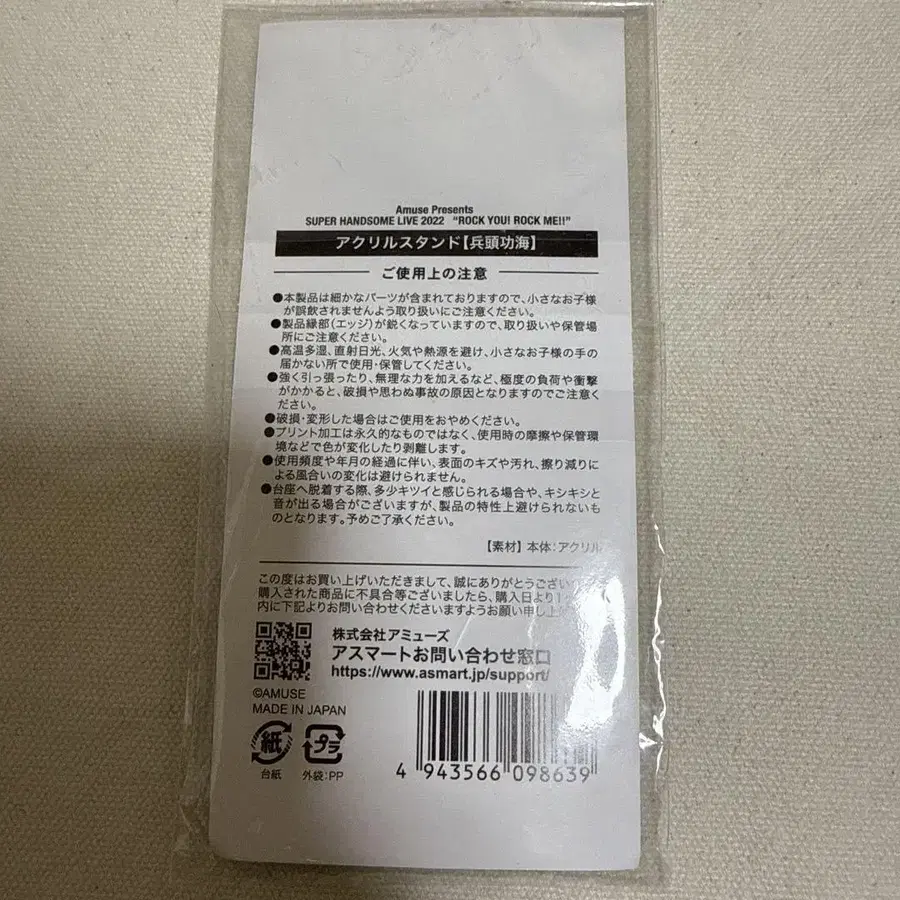 Amuse Presents
SUPER HANDSOME LIVE 2022 "ROCK YOU! ROCK ME!!"
アクリルスタンド【兵頭功海】
ご使用上の注意
●本製品は細かなパーツが含まれておりますので、小さなお子様
が誤飲されませんよう取り扱いにご注意ください。
●製品縁部（エッジ）が鋭くなっていますので、取り扱いや保管場
所にご注意ください。
●高温多湿、直射日光、火気や熱源を避け、小さなお子様の手の
届かない所で使用・保管してください。
●強く引っ張ったり、無理な力を加えるなど、極度の負荷や衝撃
がかかると、破損や思わぬ事故の原因となりますのでご注意く
ださい。
●破損・変形した場合はご使用をおやめください。
●プリント加工は永久的なものではなく、使用時の摩擦や保管環
境などで色が変化したり剥離します。
●使用頻度や年月の経過に伴い、表面のキズや汚れ、擦り減りに
よる風合いの変化は避けられません。
●台座へ脱着する際、多少キツイと感じられる場合や、キシキシと
音が出る場合がございますが、製品の特性上避けられないも
のとなります。予めご了承ください。
【素材】本体：アクリル
この度はお買い上げいただきまして、誠にありがとうござい
購入された商品に不具合等ございましたら、購入日より1
内に下記よりお問い合わせくださいますようお願い申し上
株式会社アミューズ
アスマートお問い合わせ窓口
https://www.asmart.jp/support/
©AMUSE
MADE IN JAPAN
紙
プラ
台紙 外袋：PP
4 943566 098639